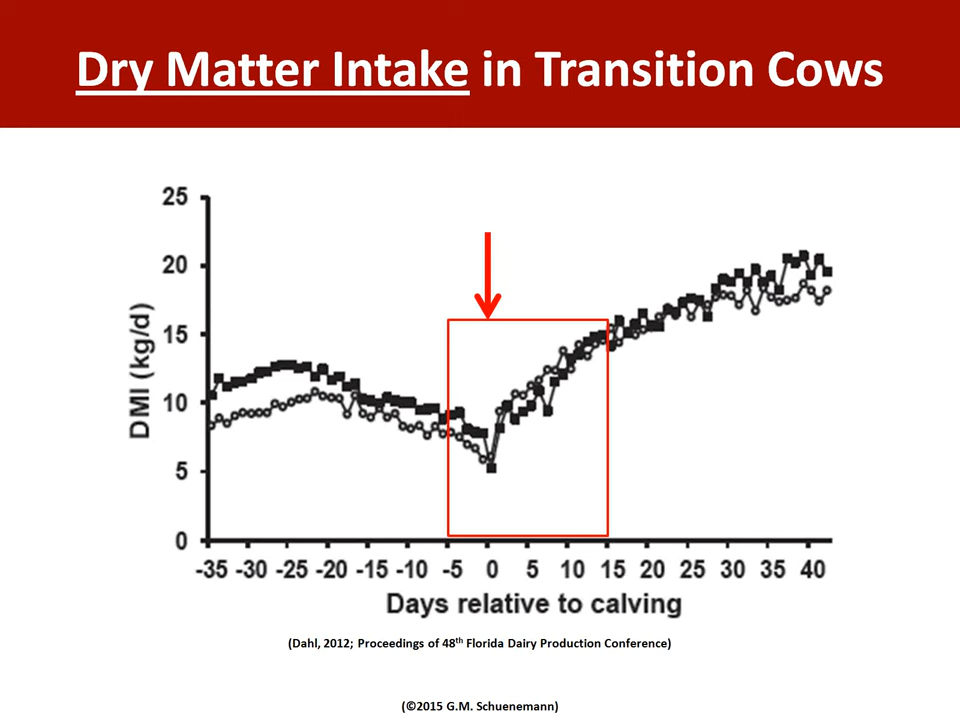 Dry Matter Intake in Transition Cows
25
20
15
10
5
0
DMI (kg/d)
-35 -30 -25 -20 -15 -10 -5 0 5 10 15 20 25 30 35 40
Days relative to calving
(Dahl, 2012; Proceedings of 48th Florida Dairy Production Conference)
(©2015 G.M. Schuenemann)